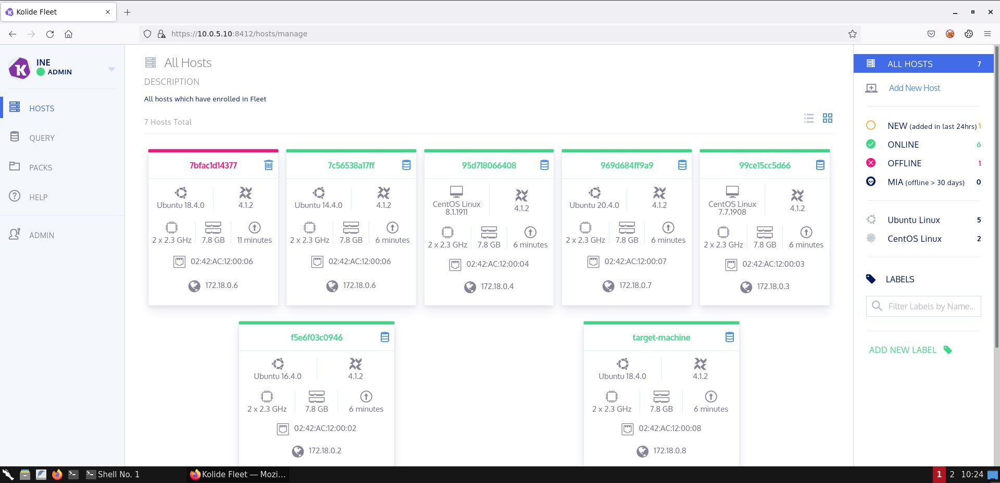 Kolide Fleet
https://10.0.5.10:8412/hosts/manage
INE
ADMIN
HOSTS
QUERY
PACKS
HELP
ADMIN
All Hosts
DESCRIPTION
All hosts which have enrolled in Fleet
7 Hosts Total
7bfac1d14377
Ubuntu 18.4.0
4.1.2
2 x 2.3 GHz
7.8 GB
11 minutes
02:42:AC:12:00:06
172.18.0.6
7c56538a17ff
Ubuntu 14.4.0
4.1.2
2 x 2.3 GHz
7.8 GB
6 minutes
02:42:AC:12:00:06
172.18.0.6
95d718066408
CentOS Linux
8.1.1911
4.1.2
2 x 2.3 GHz
7.8 GB
6 minutes
02:42:AC:12:00:04
172.18.0.4
969d684ff9a9
Ubuntu 20.4.0
4.1.2
2 x 2.3 GHz
7.8 GB
6 minutes
02:42:AC:12:00:07
172.18.0.7
99ce15cc5d66
CentOS Linux
7.7.1908
4.1.2
2 x 2.3 GHz
7.8 GB
6 minutes
02:42:AC:12:00:03
172.18.0.3
f5e6f03c0946
Ubuntu 16.4.0
4.1.2
2 x 2.3 GHz
7.8 GB
6 minutes
02:42:AC:12:00:02
172.18.0.2
target-machine
Ubuntu 18.4.0
4.1.2
2 x 2.3 GHz
7.8 GB
6 minutes
02:42:AC:12:00:08
172.18.0.8
ALL HOSTS 7
Add New Host
NEW (added in last 24hrs) 1
ONLINE 6
OFFLINE 1
MIA (offline > 30 days) 0
Ubuntu Linux 5
CentOS Linux 2
LABELS
Filter Labels by Name...
ADD NEW LABEL
Shell No. 1
Kolide Fleet — Mozi...
1 2 10:24